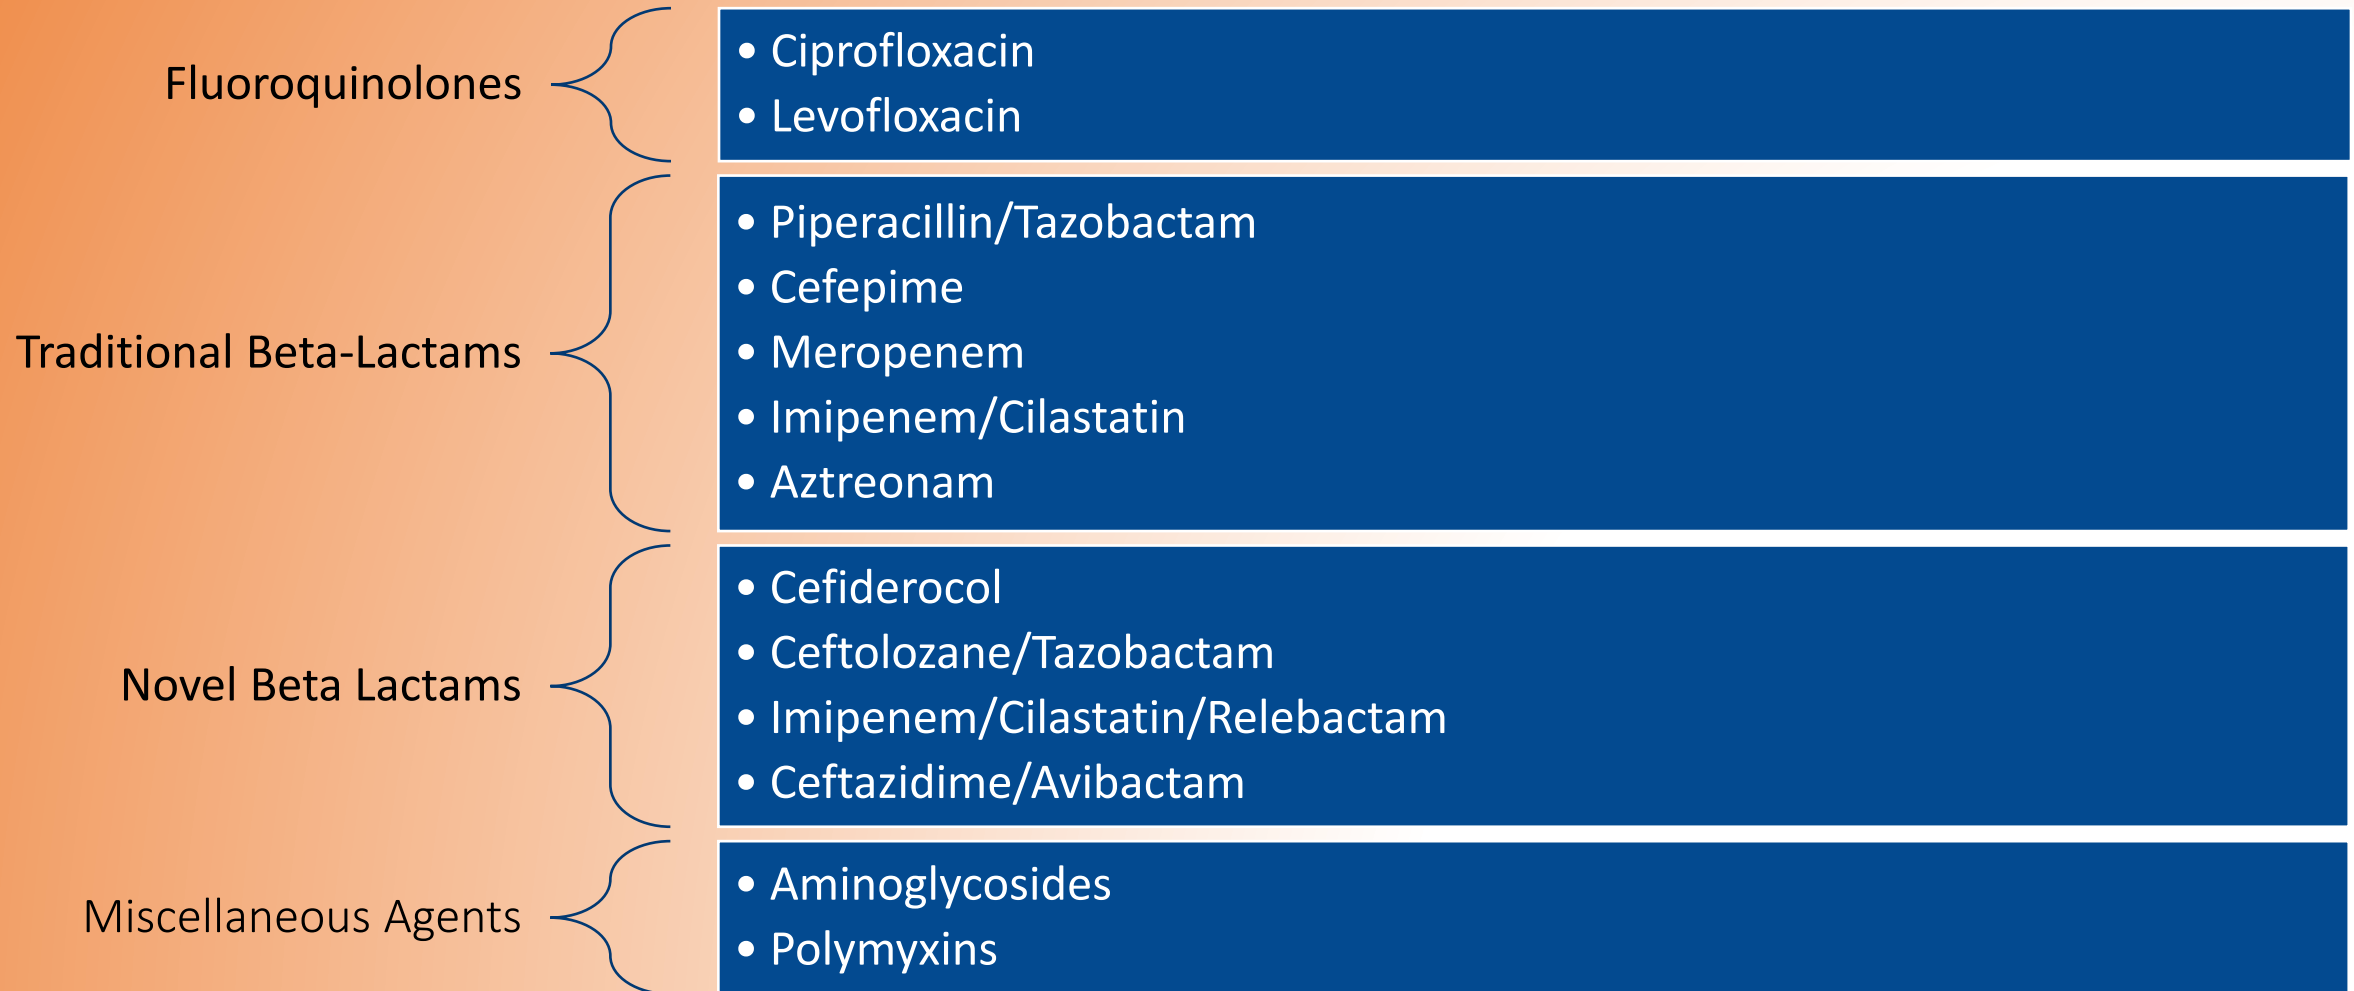 Fluoroquinolones
• Ciprofloxacin
• Levofloxacin
Traditional Beta-Lactams
• Piperacillin/Tazobactam
• Cefepime
• Meropenem
• Imipenem/Cilastatin
• Aztreonam
Novel Beta Lactams
• Cefiderocol
• Ceftolozane/Tazobactam
• Imipenem/Cilastatin/Relebactam
• Ceftazidime/Avibactam
Miscellaneous Agents
• Aminoglycosides
• Polymyxins